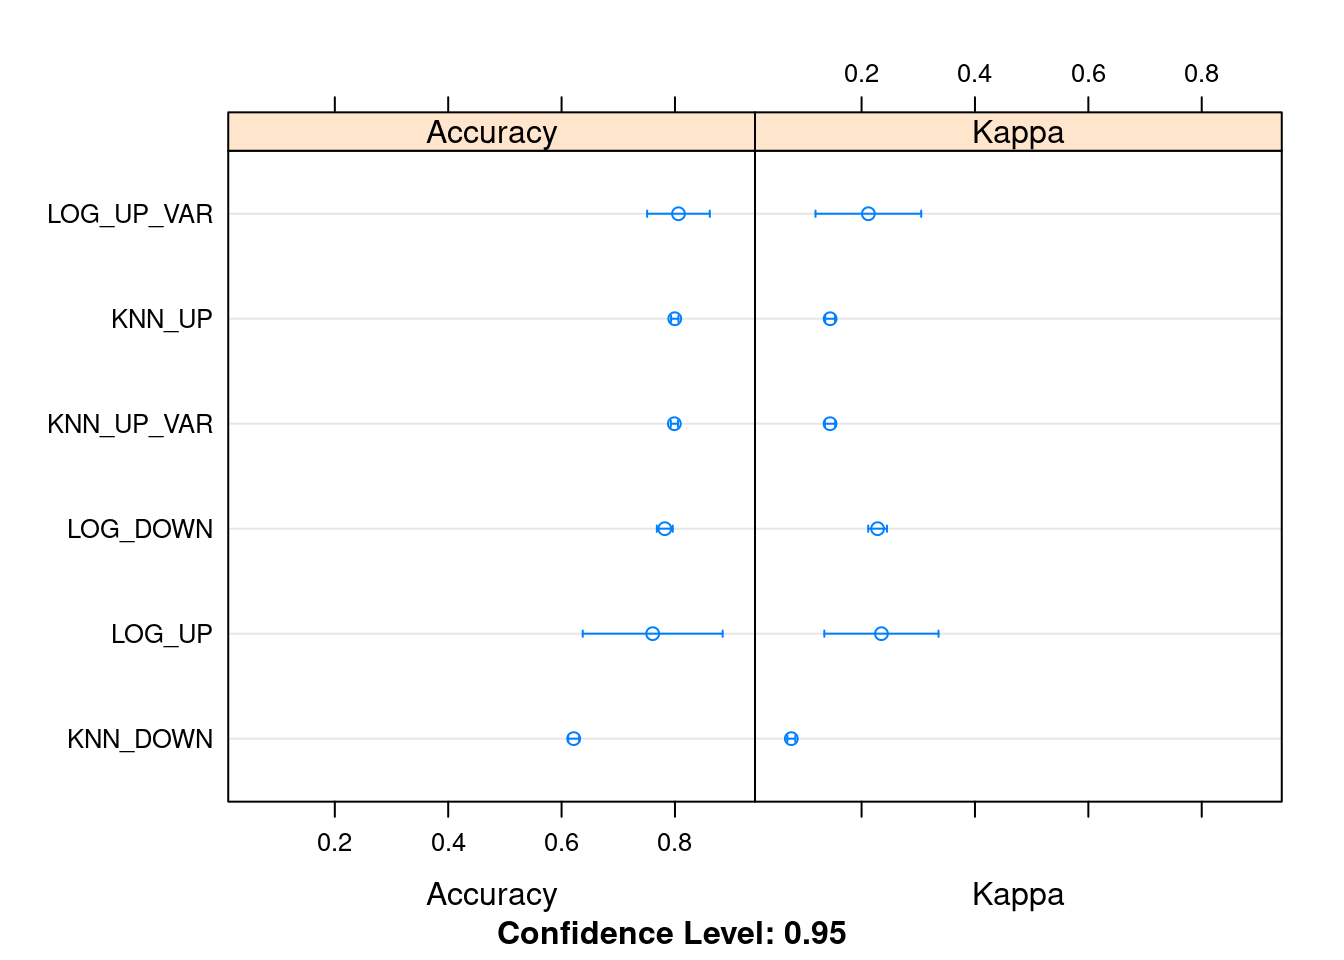 0.2 0.4 0.6 0.8
Accuracy Kappa
LOG_UP_VAR
KNN_UP
KNN_UP_VAR
LOG_DOWN
LOG_UP
KNN_DOWN
0.2 0.4 0.6 0.8
Accuracy Kappa
Confidence Level: 0.95